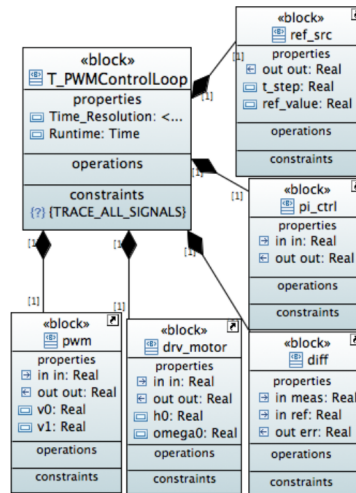 «block»
T_PWMControlLoop
properties
Time_Resolution: <...
Runtime: Time
operations
constraints
{?} {TRACE_ALL_SIGNALS}
«block»
ref_src
properties
out out: Real
t_step: Real
ref_value: Real
operations
constraints
[1]
[1]
«block»
pi_ctrl
properties
in in: Real
out out: Real
operations
constraints
[1]
[1]
[1]
[1]
[1]
[1]
[1]
«block»
pwm
properties
in in: Real
out out: Real
v0: Real
v1: Real
operations
constraints
«block»
drv_motor
properties
in in: Real
out out: Real
h0: Real
omega0: Real
operations
constraints
«block»
diff
properties
in meas: Real
in ref: Real
out err: Real
operations
constraints